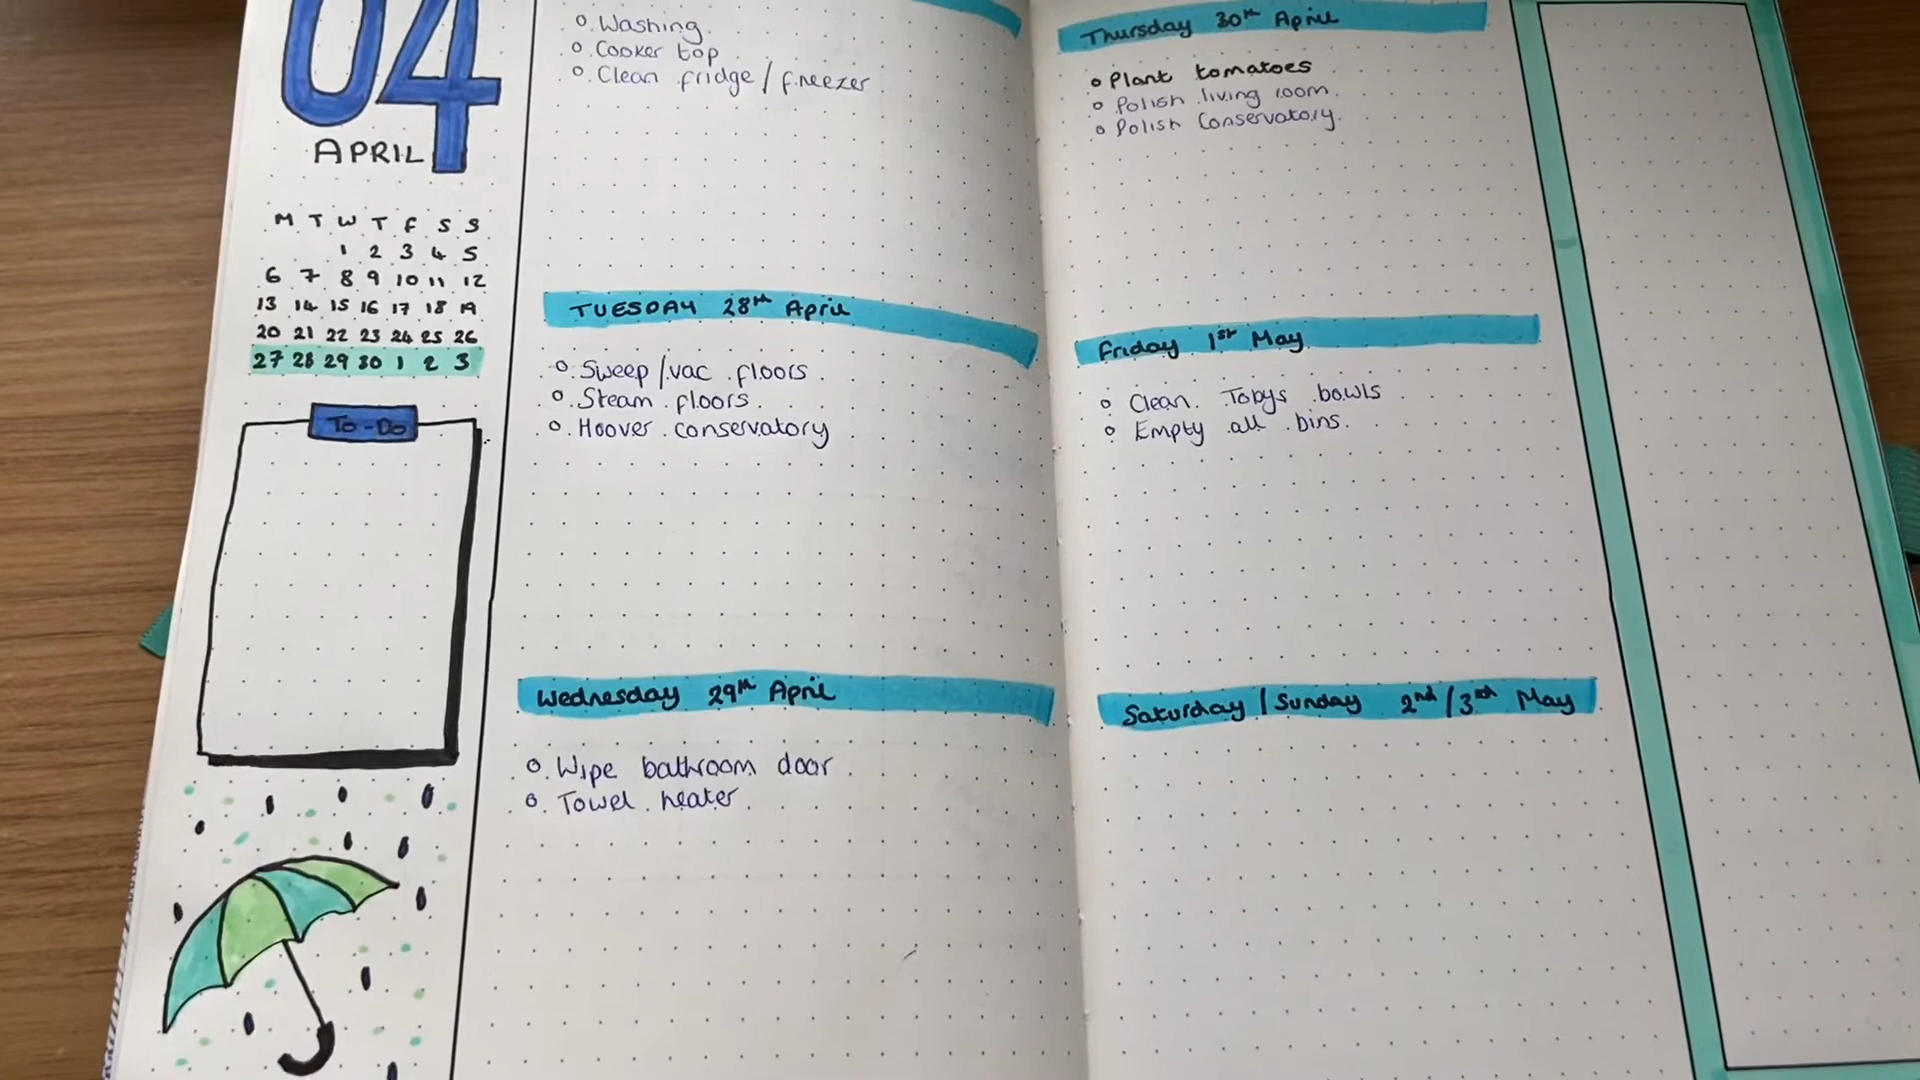 04
APRIL
M T W T F S S
1 2 3 4 5
6 7 8 9 10 11 12
13 14 15 16 17 18 19
20 21 22 23 24 25 26
27 28 29 30 1 2 3
To-Do
Washing
Cooker top
Clean fridge/freezer
TUESDAY 28th April
Sweep/vac floors
Steam floors
Hoover conservatory
Wednesday 29th April
Wipe bathroom door
Towel heater
Thursday 30th April
Plant tomatoes
Polish living room
Polish Conservatory
Friday 1st May
Clean Tobys bowls
Empty all bins
Saturday/Sunday 2nd/3rd May